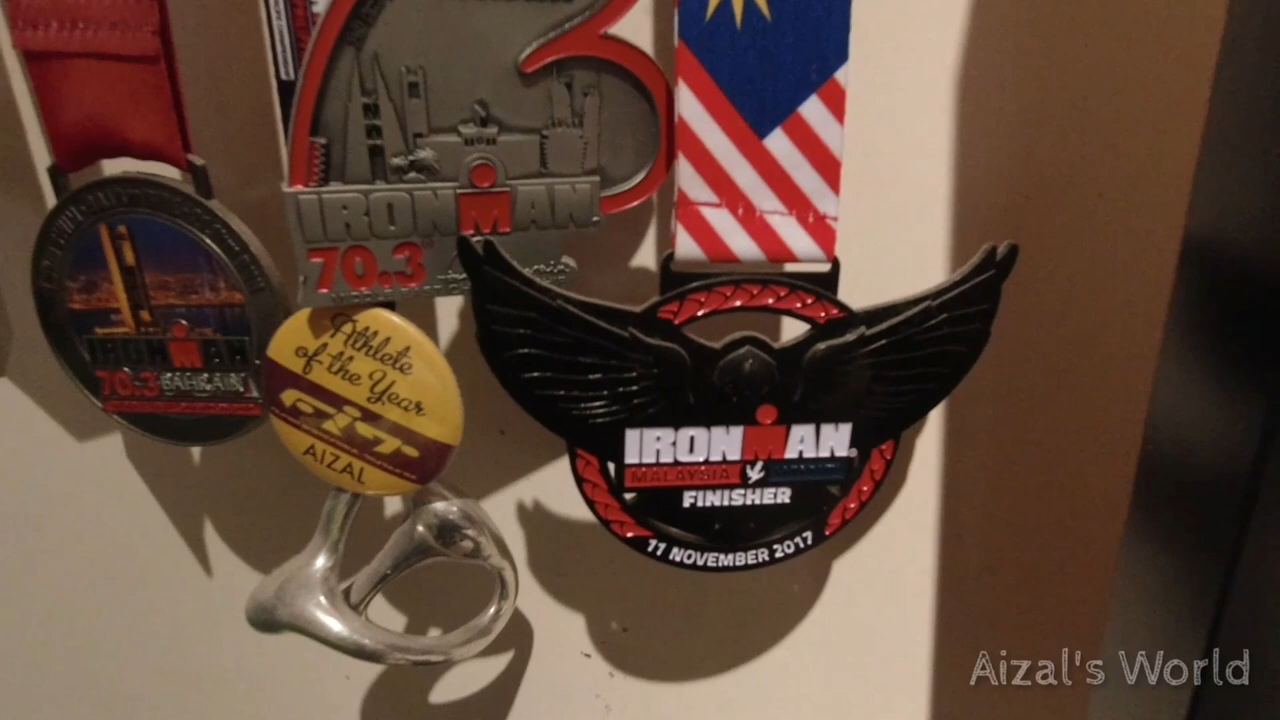 IRONMAN
70.3®
IRONMAN
70.3 BAHRAIN
Athlete
of the Year
AIZAL
IRONMAN®
MALAYSIA
FINISHER
11 NOVEMBER 2017
Aizal's World